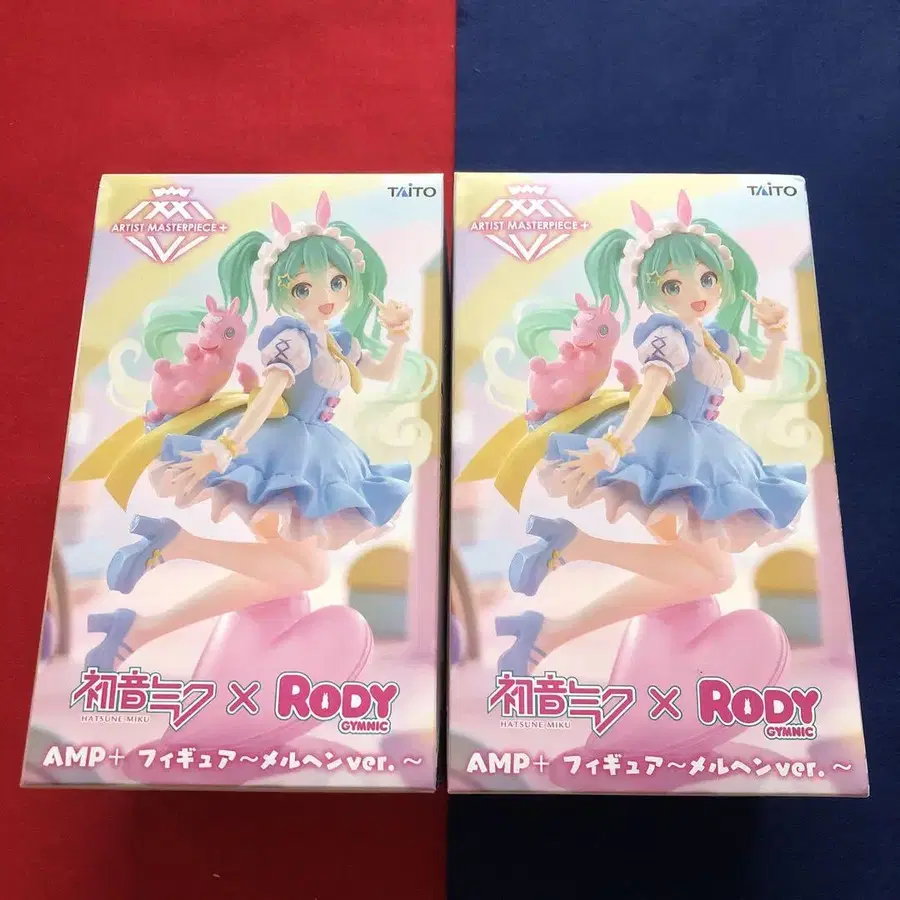 TAITO
ARTIST MASTERPIECE+
初音ミク × RODY
HATSUNE MIKU GYMNIC
AMP+ フィギュア～メルヘンver.～
TAITO
ARTIST MASTERPIECE+
初音ミク × RODY
HATSUNE MIKU GYMNIC
AMP+ フィギュア～メルヘンver.～